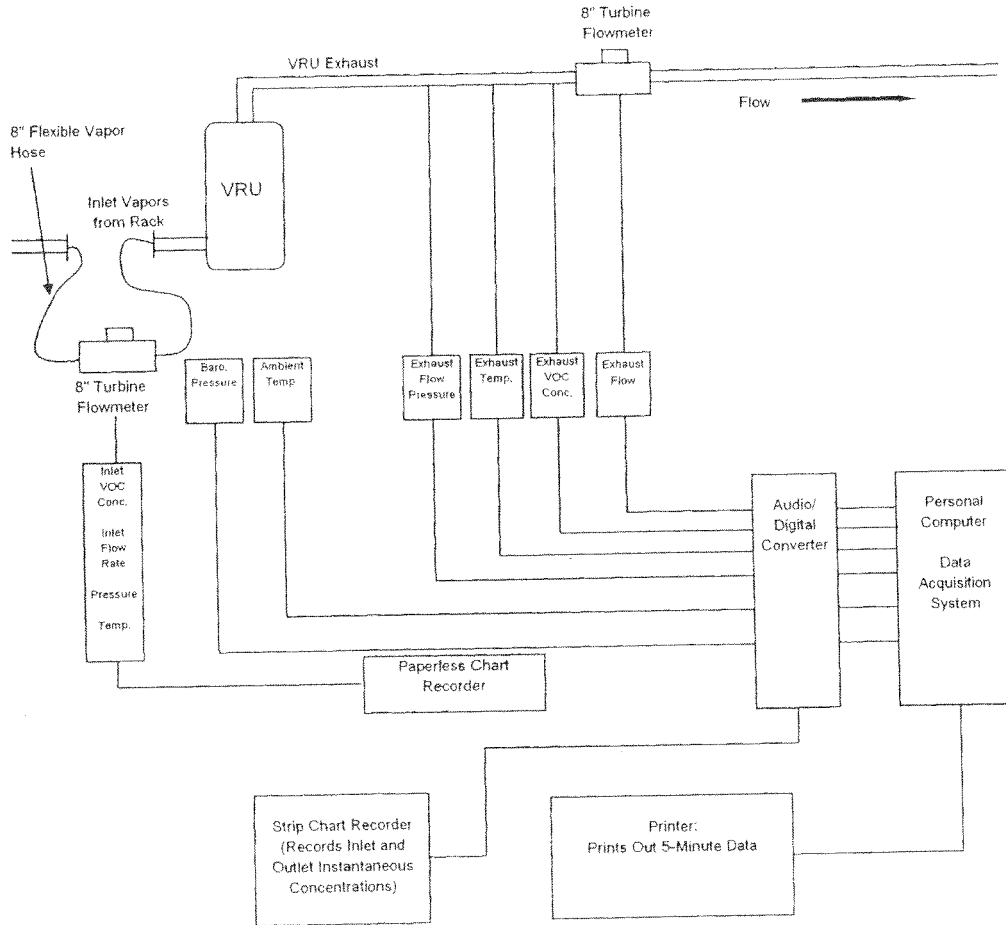 8" Turbine
Flowmeter
VRU Exhaust
Flow
8" Flexible Vapor
Hose
VRU
Inlet Vapors
from Rack
8" Turbine
Flowmeter
Baro.
Pressure
Ambient
Temp
Exhaust
Flow
Pressure
Exhaust
Temp.
Exhaust
VOC
Conc.
Exhaust
Flow
Inlet
VOC
Conc.
Inlet
Flow
Rate
Pressure
Temp.
Audio/
Digital
Converter
Personal
Computer
Data
Acquisition
System
Paperless Chart
Recorder
Strip Chart Recorder
(Records Inlet and
Outlet Instantaneous
Concentrations)
Printer:
Prints Out 5-Minute Data